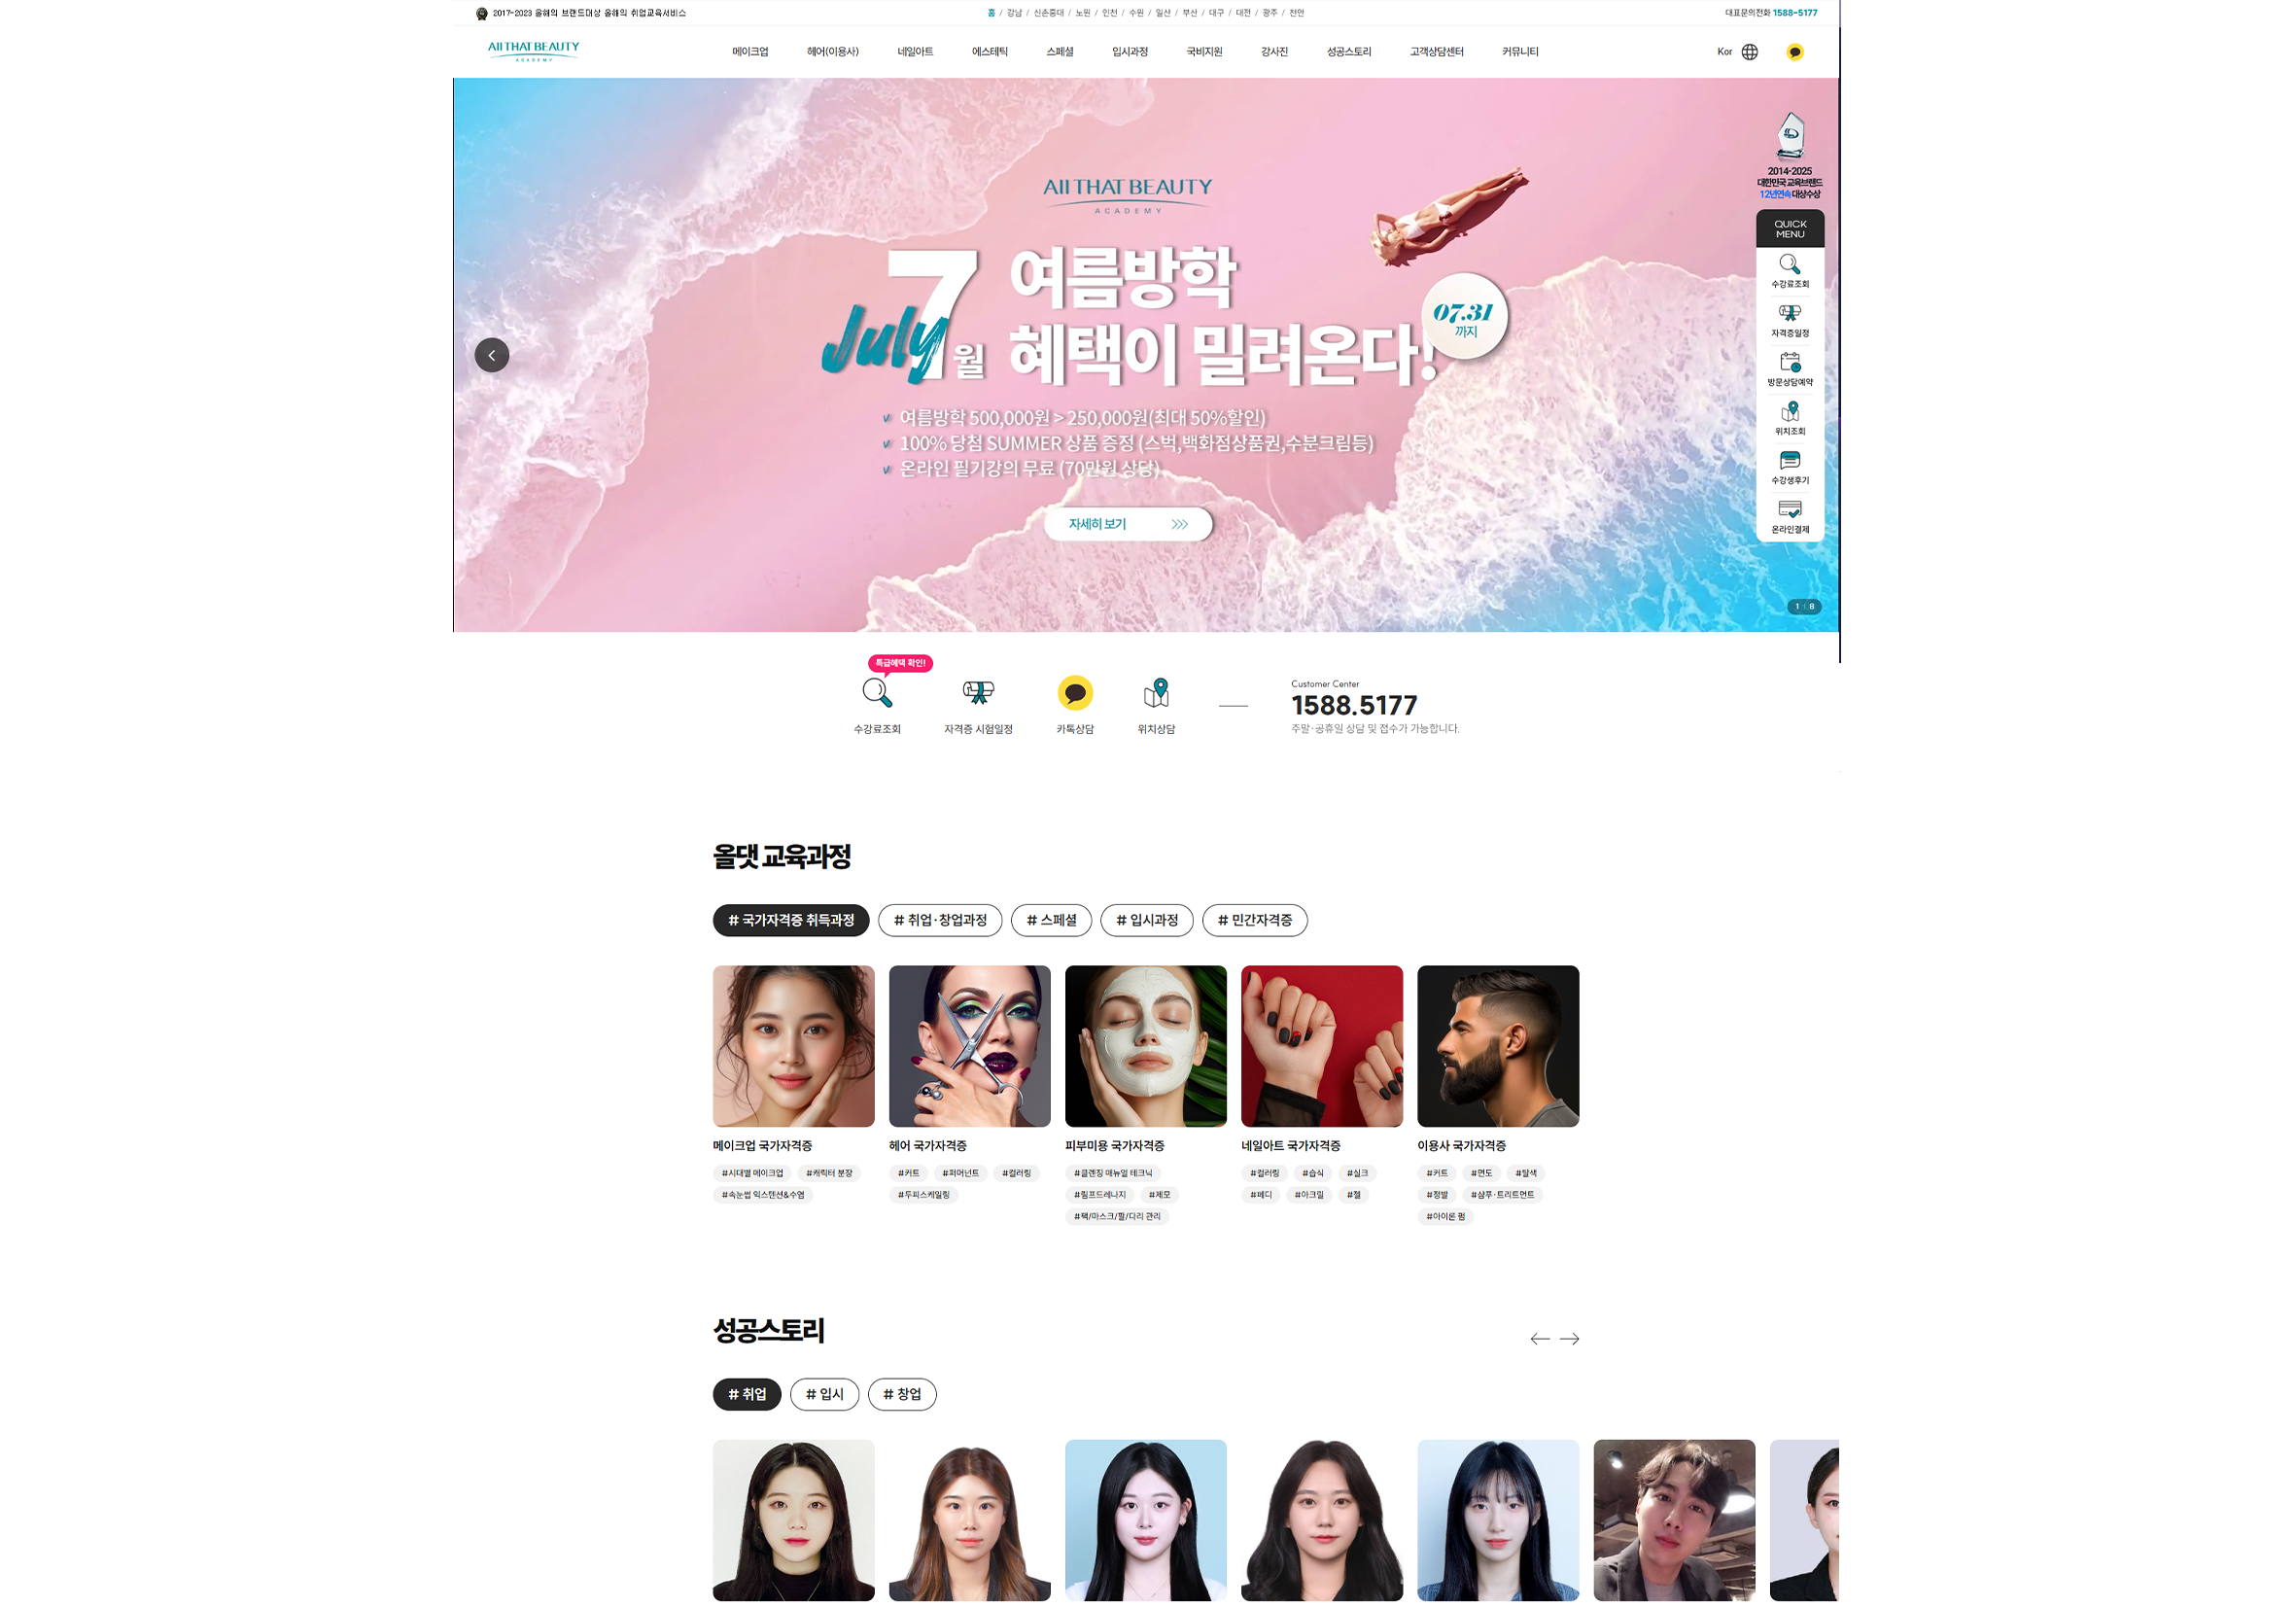 2017-2023 올해의 브랜드대상 올해의 취업교육서비스
홈 / 강남 / 신촌홍대 / 노원 / 인천 / 수원 / 일산 / 부산 / 대구 / 대전 / 광주 / 천안
대표문의전화 1588-5177
All THAT BEAUTY
ACADEMY
메이크업 헤어(이용사) 네일아트 에스테틱 스페셜 입시과정 국비지원 강사진 성공스토리 고객상담센터 커뮤니티
Kor
All THAT BEAUTY
ACADEMY
7월
July
여름방학
혜택이 밀려온다!
07.31
까지
여름방학 500,000원 > 250,000원(최대 50%할인)
100% 당첨 SUMMER 상품 증정 (스벅,백화점상품권,수분크림등)
온라인 필기강의 무료 (70만원 상당)
자세히 보기
2014-2025
대한민국 교육브랜드
12년연속 대상수상
QUICK
MENU
수강료조회
자격증일정
방문상담예약
위치조회
수강생후기
온라인결제
1 | 8
특급혜택 확인!
수강료조회
자격증 시험일정
카톡상담
위치상담
Customer Center
1588.5177
주말·공휴일 상담 및 접수가 가능합니다.
올댓 교육과정
# 국가자격증 취득과정
# 취업·창업과정
# 스페셜
# 입시과정
# 민간자격증
메이크업 국가자격증
#시대별 메이크업 #캐릭터 분장
#속눈썹 익스텐션&수염
헤어 국가자격증
#커트 #퍼머넌트 #컬러링
#두피스케일링
피부미용 국가자격증
#클렌징 매뉴얼 테크닉
#림프드레나지 #제모
#팩/마스크/팔/다리 관리
네일아트 국가자격증
#컬러링 #습식 #실크
#페디 #아크릴 #젤
이용사 국가자격증
#커트 #면도 #탈색
#정발 #샴푸·트리트먼트
#아이론 펌
성공스토리
# 취업
# 입시
# 창업